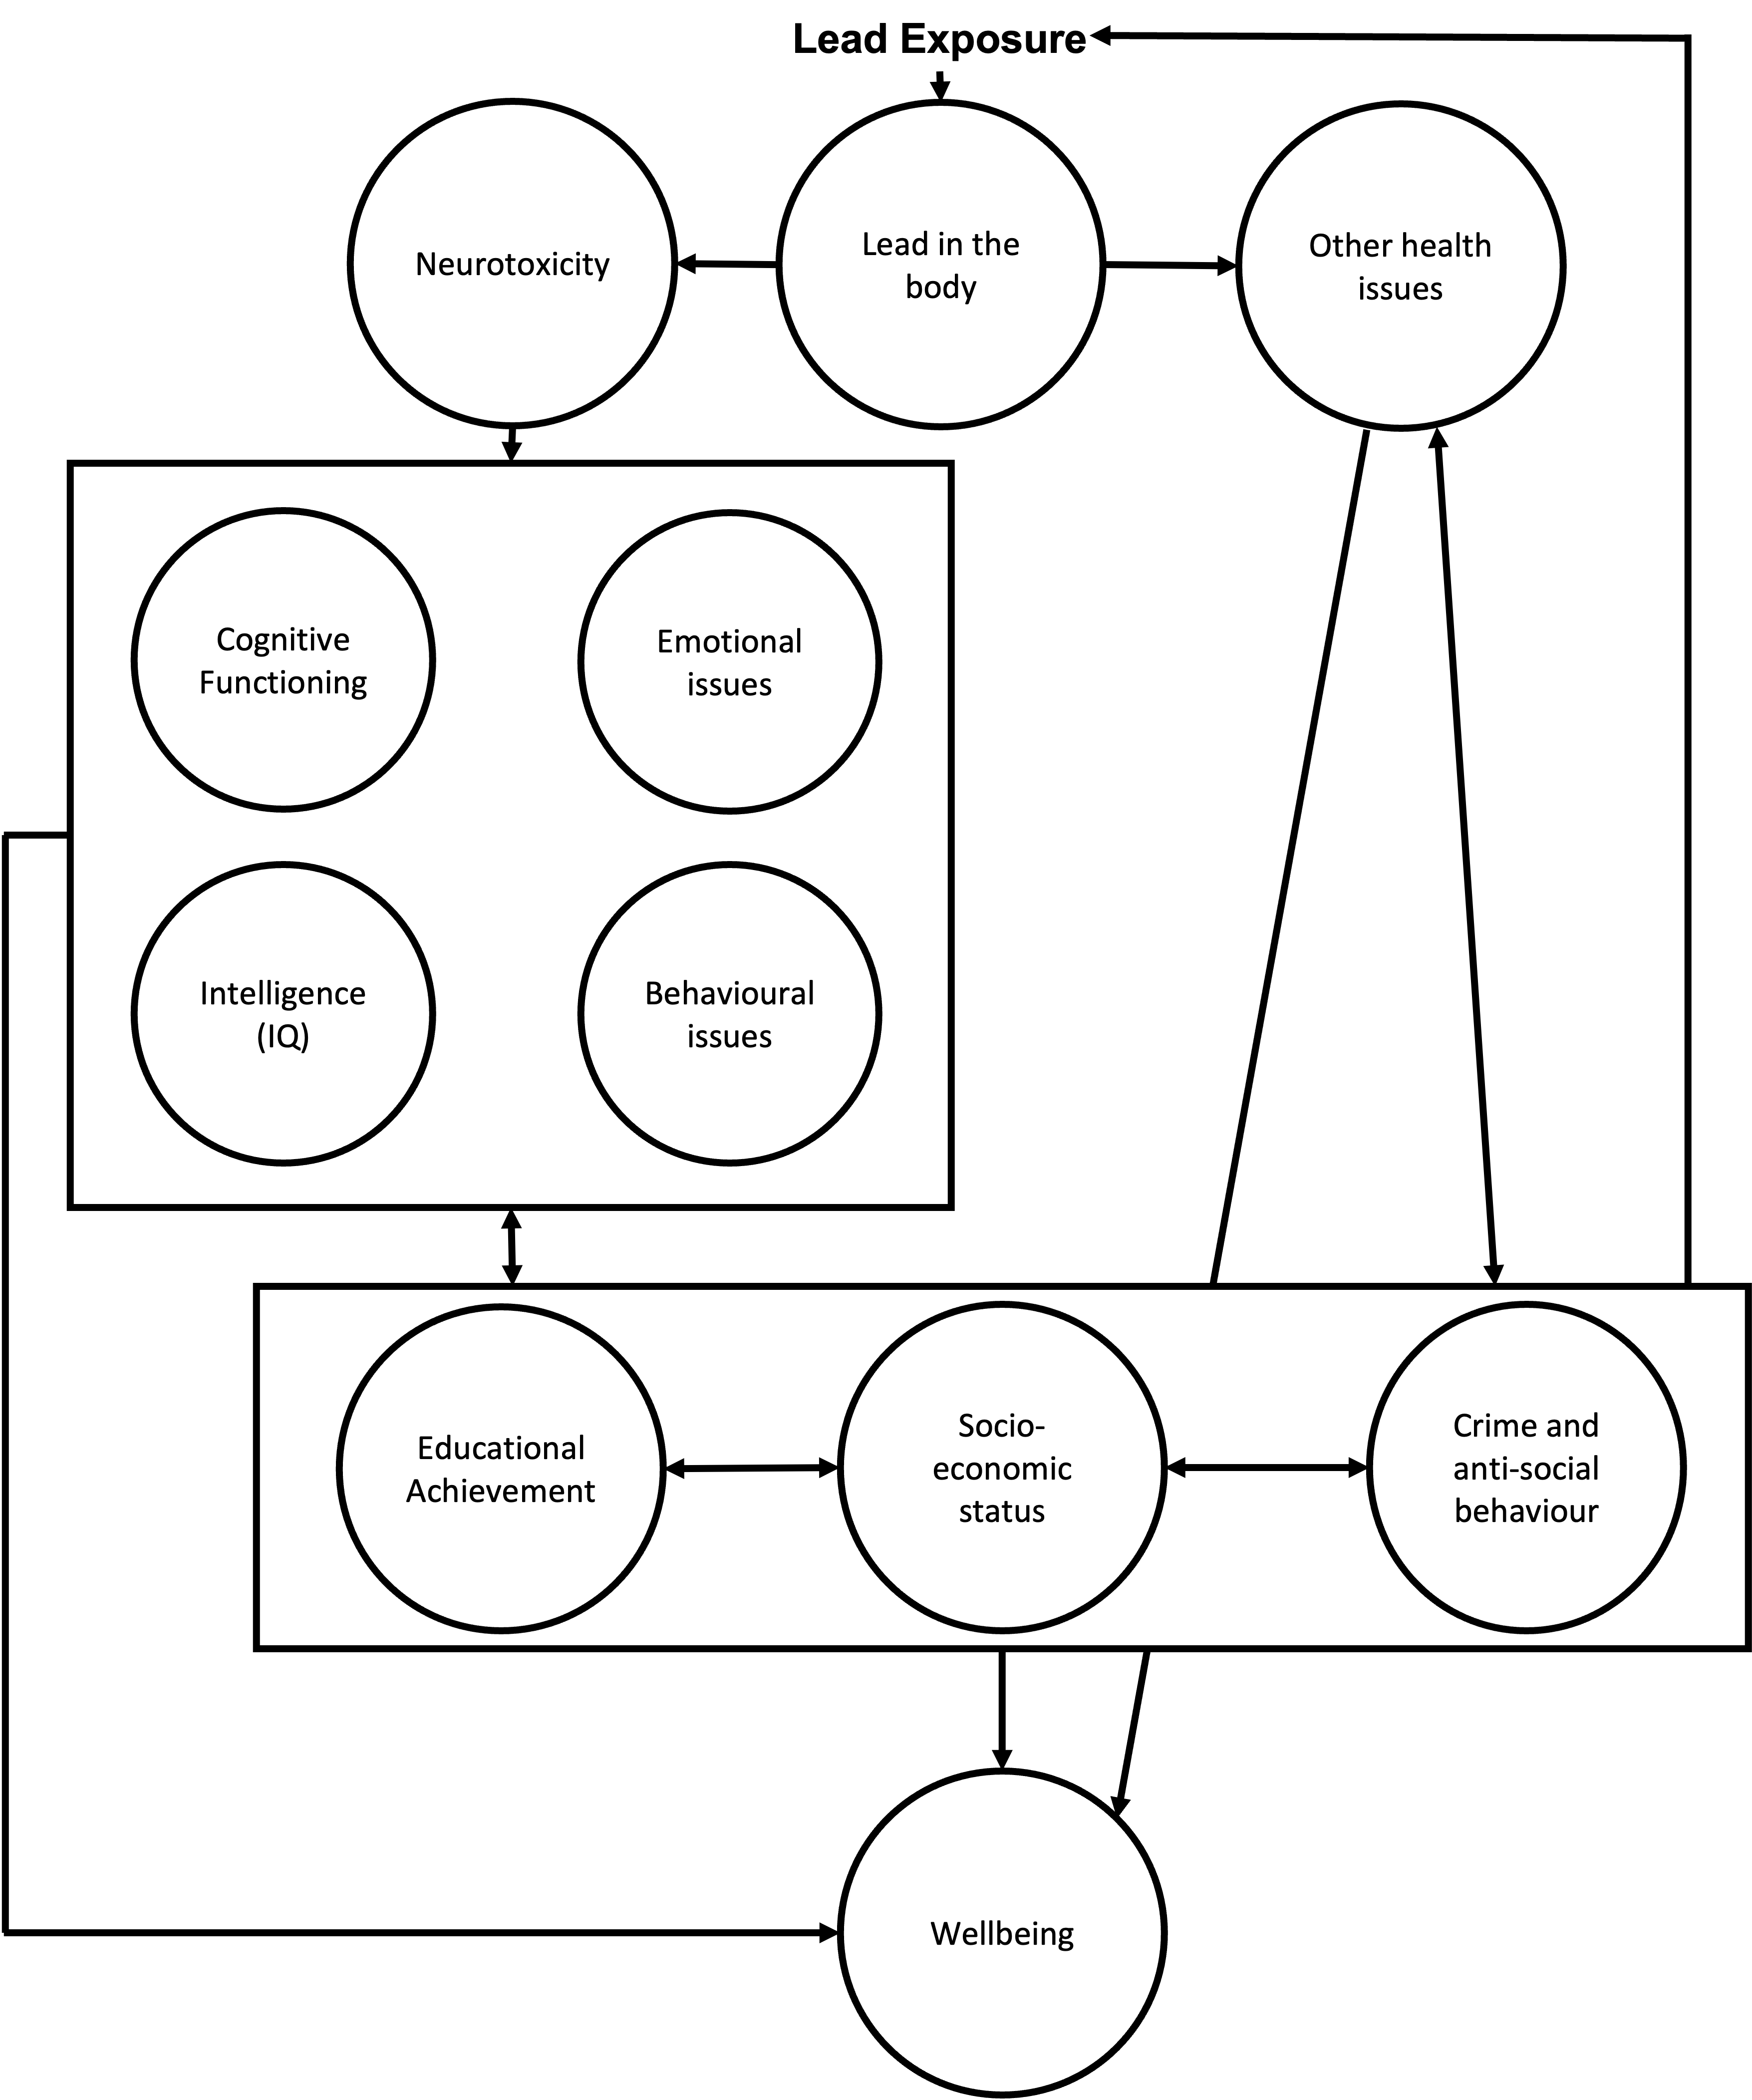 Lead Exposure
Neurotoxicity
Lead in the
body
Other health
issues
Cognitive
Functioning
Emotional
issues
Intelligence
(IQ)
Behavioural
issues
Educational
Achievement
Socio-
economic
status
Crime and
anti-social
behaviour
Wellbeing